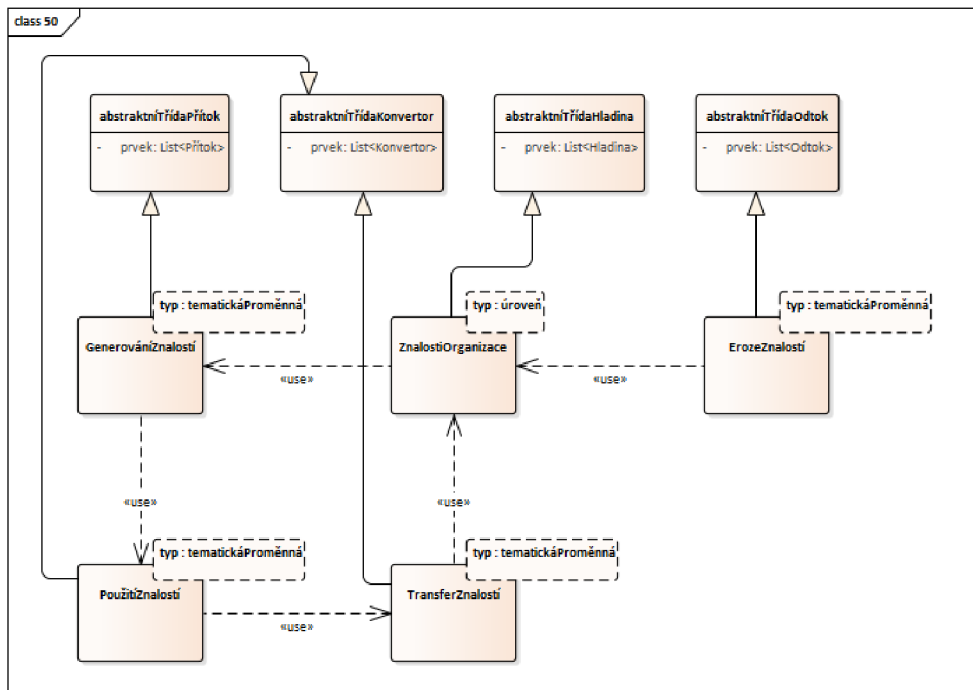 class 50
abstraktníTřídaPřítok
- prvek: List<Přítok>
abstraktníTřídaKonvertor
- prvek: List<Konvertor>
abstraktníTřídaHladina
- prvek: List<Hladina>
abstraktníTřídaOdtok
- prvek: List<Odtok>
typ : tematickáProměnná
GenerováníZnalostí
typ : úroveň
ZnalostiOrganizace
typ : tematickáProměnná
ErozeZnalostí
«use»
«use»
«use»
«use»
typ : tematickáProměnná
PoužitíZnalostí
typ : tematickáProměnná
TransferZnalostí
«use»